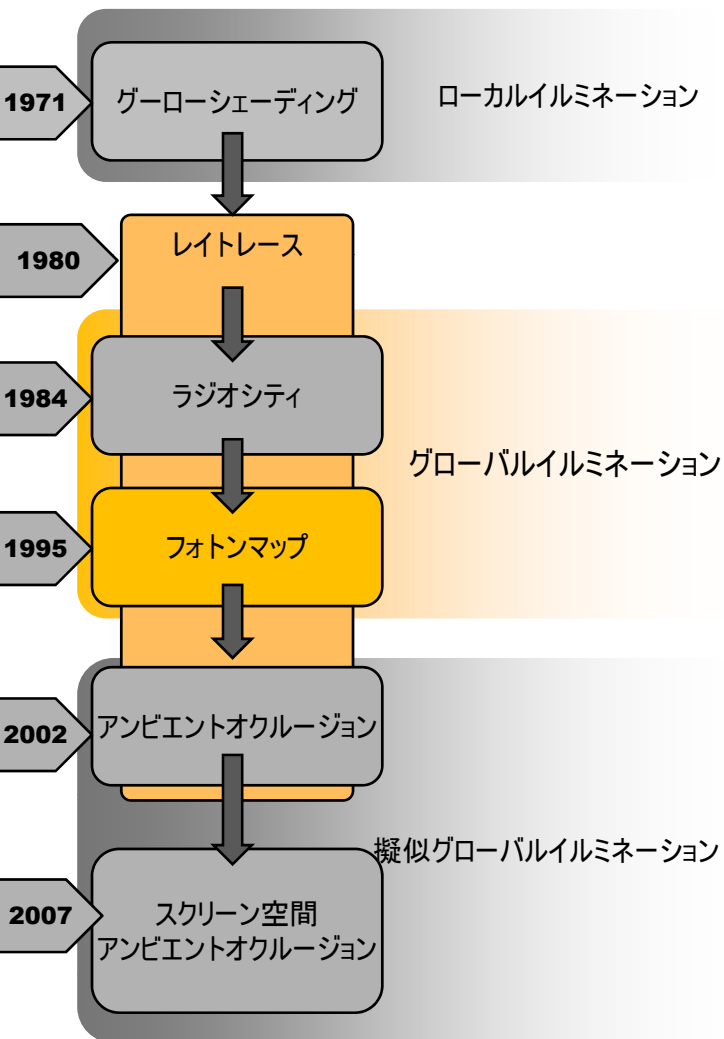 1971
グーローシェーディング
ローカルイルミネーション
1980
レイトレース
1984
ラジオシティ
グローバルイルミネーション
1995
フォトンマップ
2002
アンビエントオクルージョン
擬似グローバルイルミネーション
2007
スクリーン空間
アンビエントオクルージョン